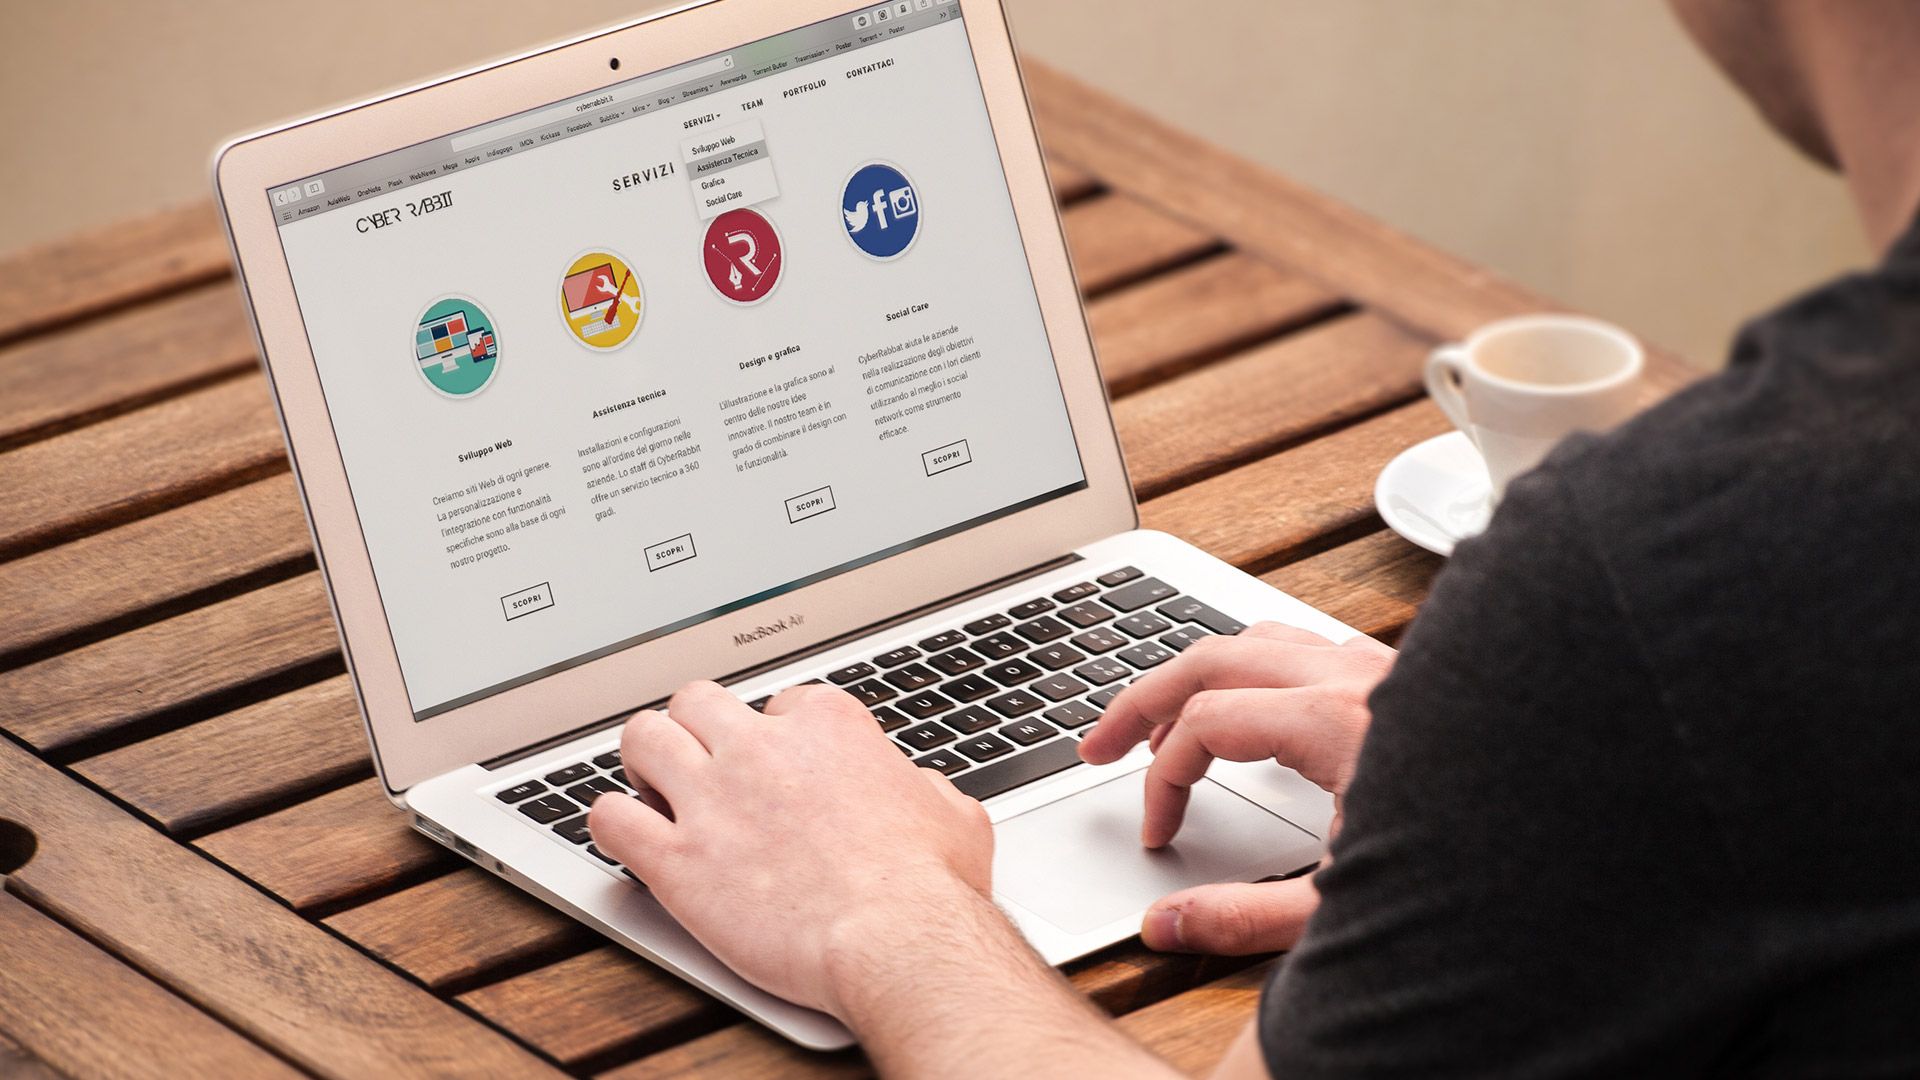 cyberrabbit.it
Amazon AulaWeb OneNote Plesk WebNews Mega Apple Indiegogo IMDb Kickass Facebook Subtitle Mine Blog Streaming Awwwards Torrent Butler Trasmission Poster Torrent Poster
CYBER RABBIT
SERVIZI TEAM PORTFOLIO CONTATTACI
Sviluppo Web
Assistenza Tecnica
Grafica
Social Care
SERVIZI
Sviluppo Web
Creiamo siti Web di ogni genere.
La personalizzazione e
l'integrazione con funzionalità
specifiche sono alla base di ogni
nostro progetto.
SCOPRI
Assistenza tecnica
Installazioni e configurazioni
sono all'ordine del giorno nelle
aziende. Lo staff di CyberRabbit
offre un servizio tecnico a 360
gradi.
SCOPRI
R
Design e grafica
L'illustrazione e la grafica sono al
centro delle nostre idee
innovative. Il nostro team è in
grado di combinare il design con
le funzionalità.
SCOPRI
Social Care
CyberRabbat aiuta le aziende
nella realizzazione degli obiettivi
di comunicazione con i lori clienti
utilizzando al meglio i social
network come strumento
efficace.
SCOPRI
MacBook Air